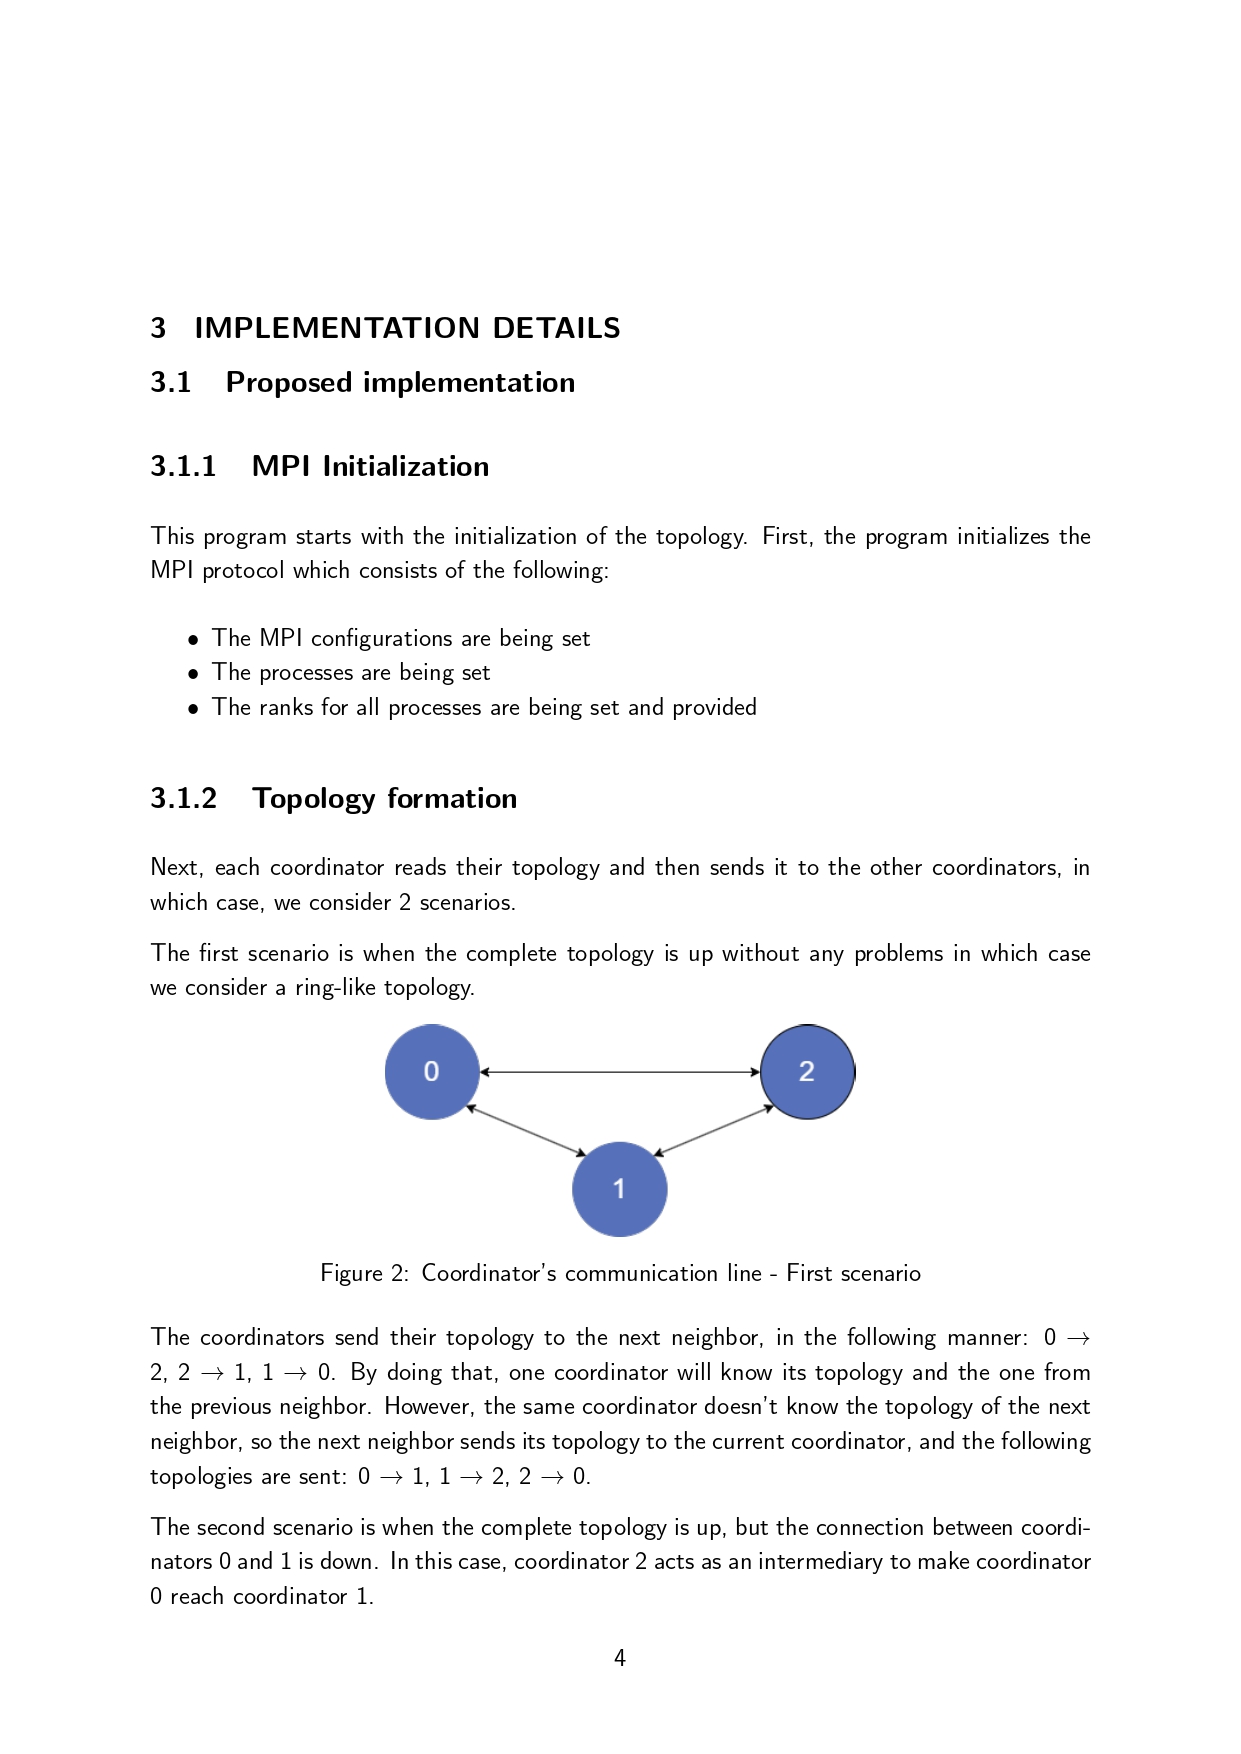 3 IMPLEMENTATION DETAILS
3.1 Proposed implementation
3.1.1 MPI Initialization
This program starts with the initialization of the topology. First, the program initializes the
MPI protocol which consists of the following:
• The MPI configurations are being set
• The processes are being set
• The ranks for all processes are being set and provided
3.1.2 Topology formation
Next, each coordinator reads their topology and then sends it to the other coordinators, in
which case, we consider 2 scenarios.
The first scenario is when the complete topology is up without any problems in which case
we consider a ring-like topology.
0
2
1
Figure 2: Coordinator's communication line - First scenario
The coordinators send their topology to the next neighbor, in the following manner: 0 →
2, 2 → 1, 1 → 0. By doing that, one coordinator will know its topology and the one from
the previous neighbor. However, the same coordinator doesn't know the topology of the next
neighbor, so the next neighbor sends its topology to the current coordinator, and the following
topologies are sent: 0 → 1, 1 → 2, 2 → 0.
The second scenario is when the complete topology is up, but the connection between coordi-
nators 0 and 1 is down. In this case, coordinator 2 acts as an intermediary to make coordinator
0 reach coordinator 1.
4